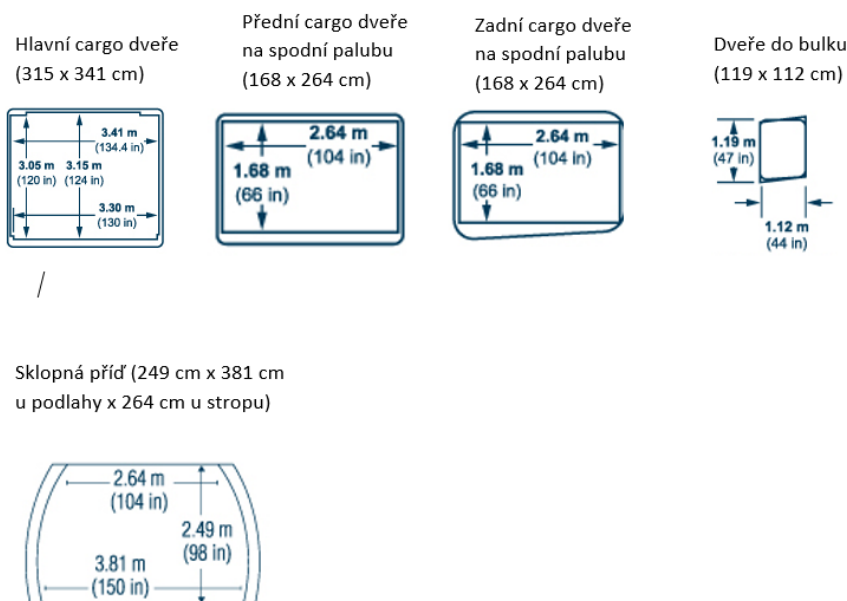 Hlavní cargo dveře
(315 x 341 cm)
Přední cargo dveře
na spodní palubu
(168 x 264 cm)
Zadní cargo dveře
na spodní palubu
(168 x 264 cm)
Dveře do bulku
(119 x 112 cm)
3.41 m
(134.4 in)
3.05 m 3.15 m
(120 in) (124 in)
3.30 m
(130 in)
2.64 m
(104 in)
1.68 m
(66 in)
2.64 m
(104 in)
1.68 m
(66 in)
1.19 m
(47 in)
1.12 m
(44 in)
/
Sklopná příď (249 cm x 381 cm
u podlahy x 264 cm u stropu)
2.64 m
(104 in)
2.49 m
(98 in)
3.81 m
(150 in)